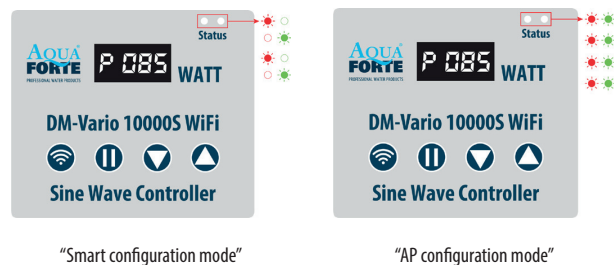 Status
AQUA
FORTE
PROFESSIONAL WATER PRODUCTS
P 085 WATT
DM-Vario 10000S WiFi
Sine Wave Controller
"Smart configuration mode"
Status
AQUA
FORTE
PROFESSIONAL WATER PRODUCTS
P 085 WATT
DM-Vario 10000S WiFi
Sine Wave Controller
"AP configuration mode"